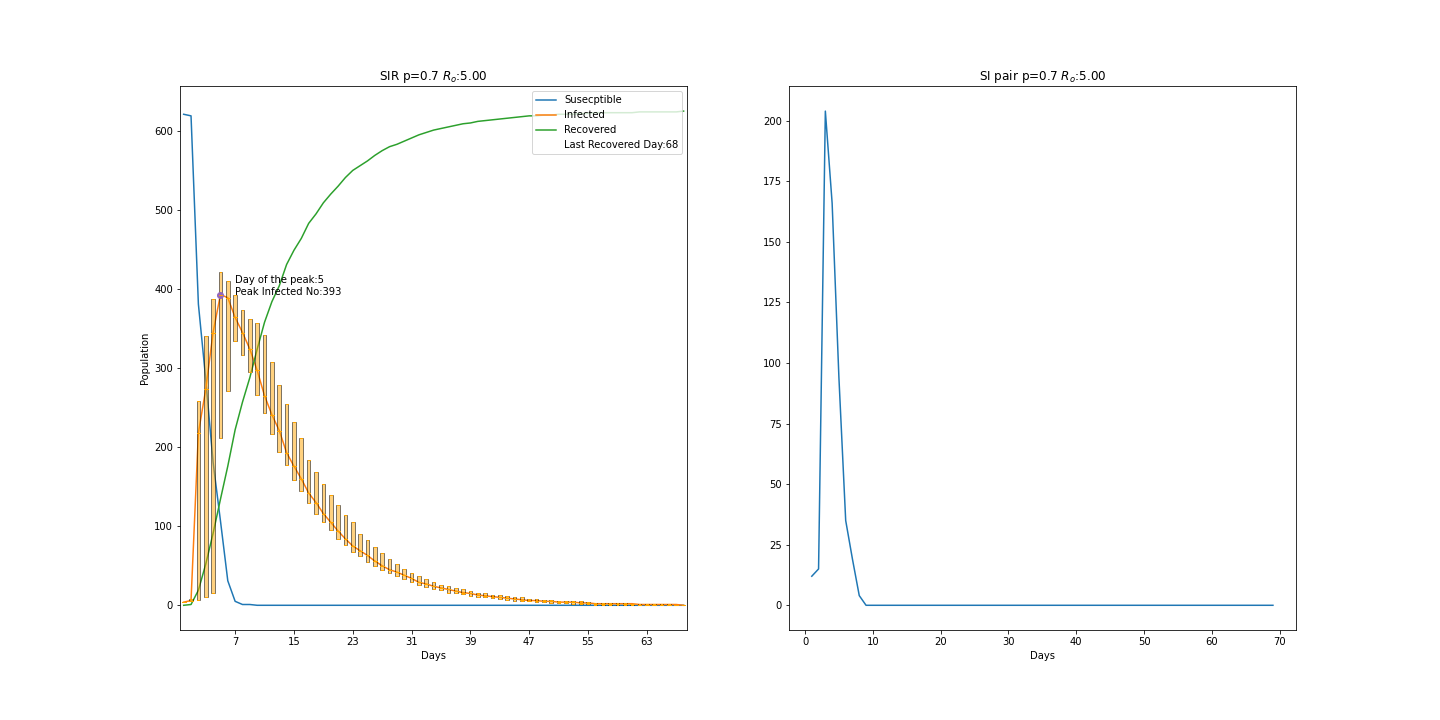 SIR p=0.7 Rₒ:5.00
Susecptible
Infected
Recovered
Last Recovered Day:68
Day of the peak:5
Peak Infected No:393
Population
600
500
400
300
200
100
0
7 15 23 31 39 47 55 63
Days
SI pair p=0.7 Rₒ:5.00
200
175
150
125
100
75
50
25
0
0 10 20 30 40 50 60 70
Days